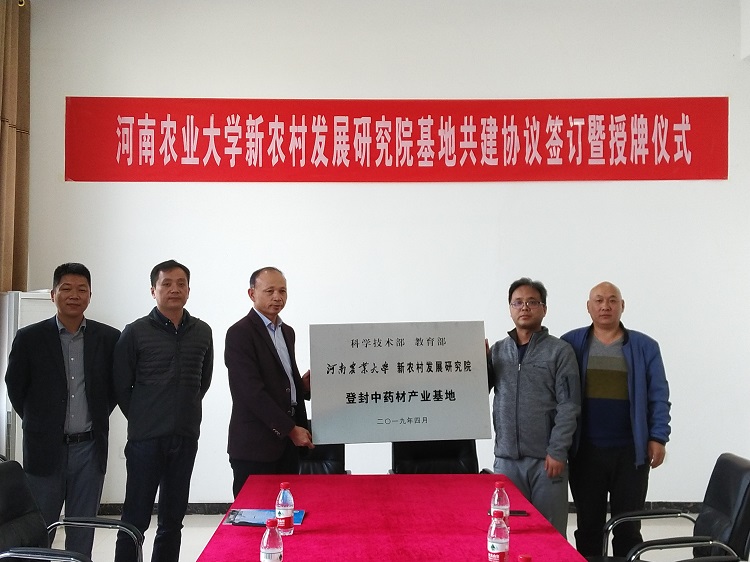 河南农业大学新农村发展研究院基地共建协议签订暨授牌仪式
科学技术部 教育部
河南农业大学 新农村发展研究院
登封中药材产业基地
二〇一九年四月